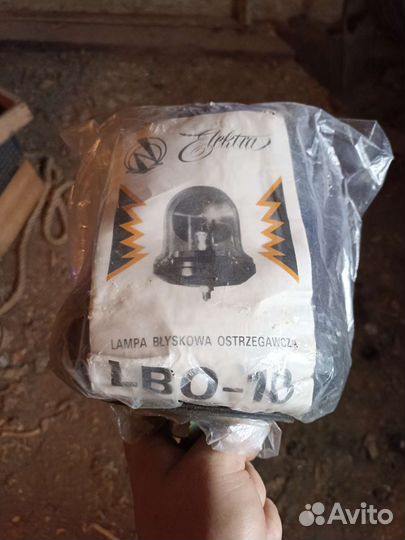 Elektra
LAMPA BŁYSKOWA OSTRZEGAWCZA
LBO-10
Avito